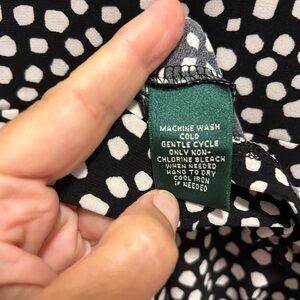 MACHINE WASH
COLD
GENTLE CYCLE
ONLY NON-
CHLORINE BLEACH
WHEN NEEDED
HANG TO DRY
COOL IRON
IF NEEDED